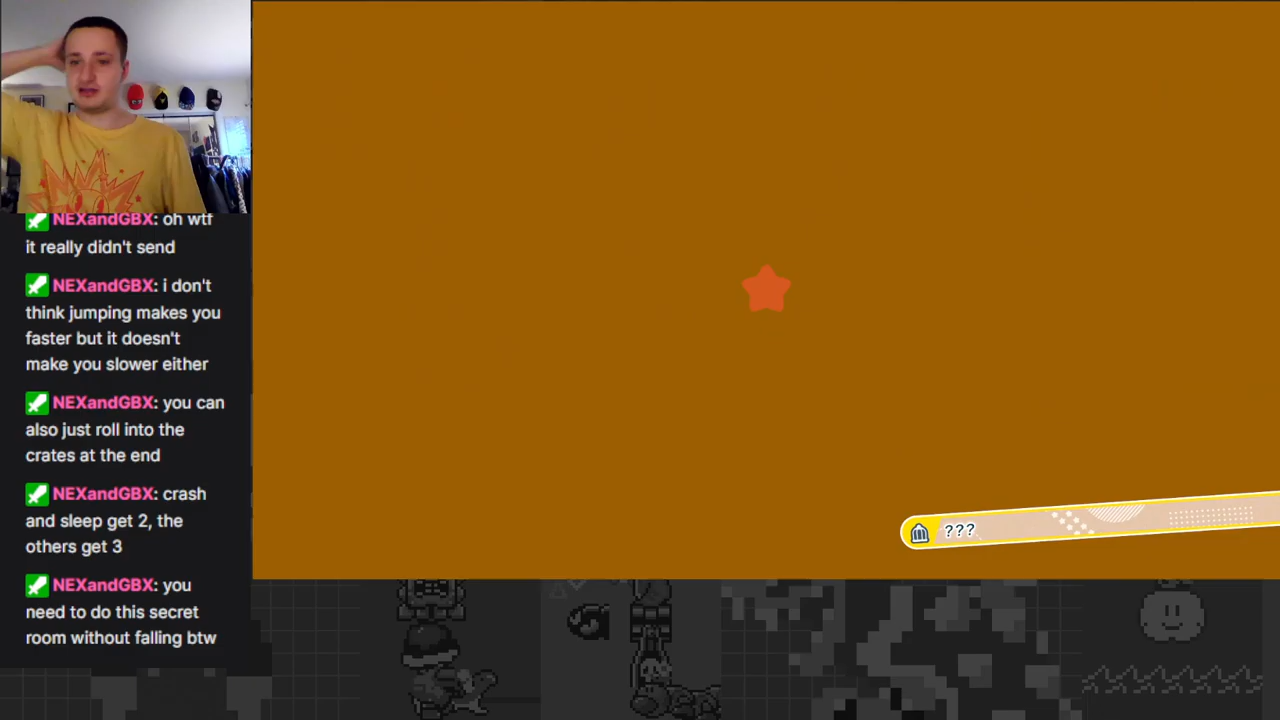 NEXandGBX: oh wtf
it really didn't send
NEXandGBX: i don't
think jumping makes you
faster but it doesn't
make you slower either
NEXandGBX: you can
also just roll into the
crates at the end
NEXandGBX: crash
and sleep get 2, the
others get 3
NEXandGBX: you
need to do this secret
room without falling btw
???